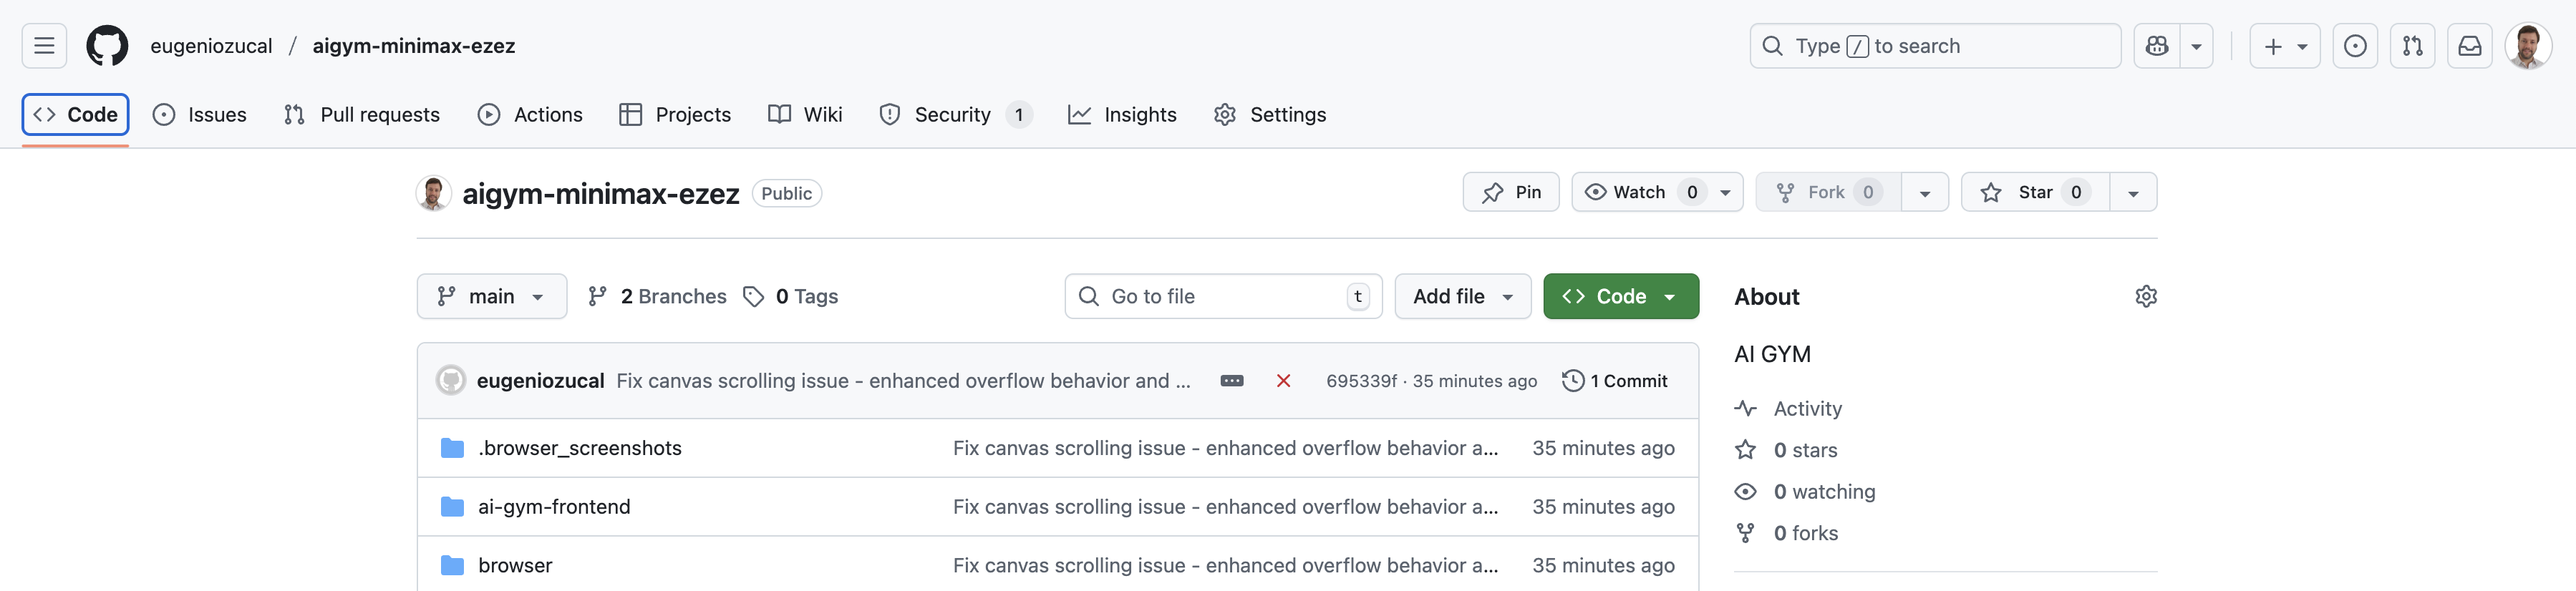 eugeniozucal / aigym-minimax-ezez
Type / to search
Code Issues Pull requests Actions Projects Wiki Security 1 Insights Settings
aigym-minimax-ezez Public
Pin Watch 0 Fork 0 Star 0
main 2 Branches 0 Tags Go to file t Add file Code
eugeniozucal Fix canvas scrolling issue - enhanced overflow behavior and ... 695339f · 35 minutes ago 1 Commit
.browser_screenshots Fix canvas scrolling issue - enhanced overflow behavior a... 35 minutes ago
ai-gym-frontend Fix canvas scrolling issue - enhanced overflow behavior a... 35 minutes ago
browser Fix canvas scrolling issue - enhanced overflow behavior a... 35 minutes ago
About
AI GYM
Activity
0 stars
0 watching
0 forks